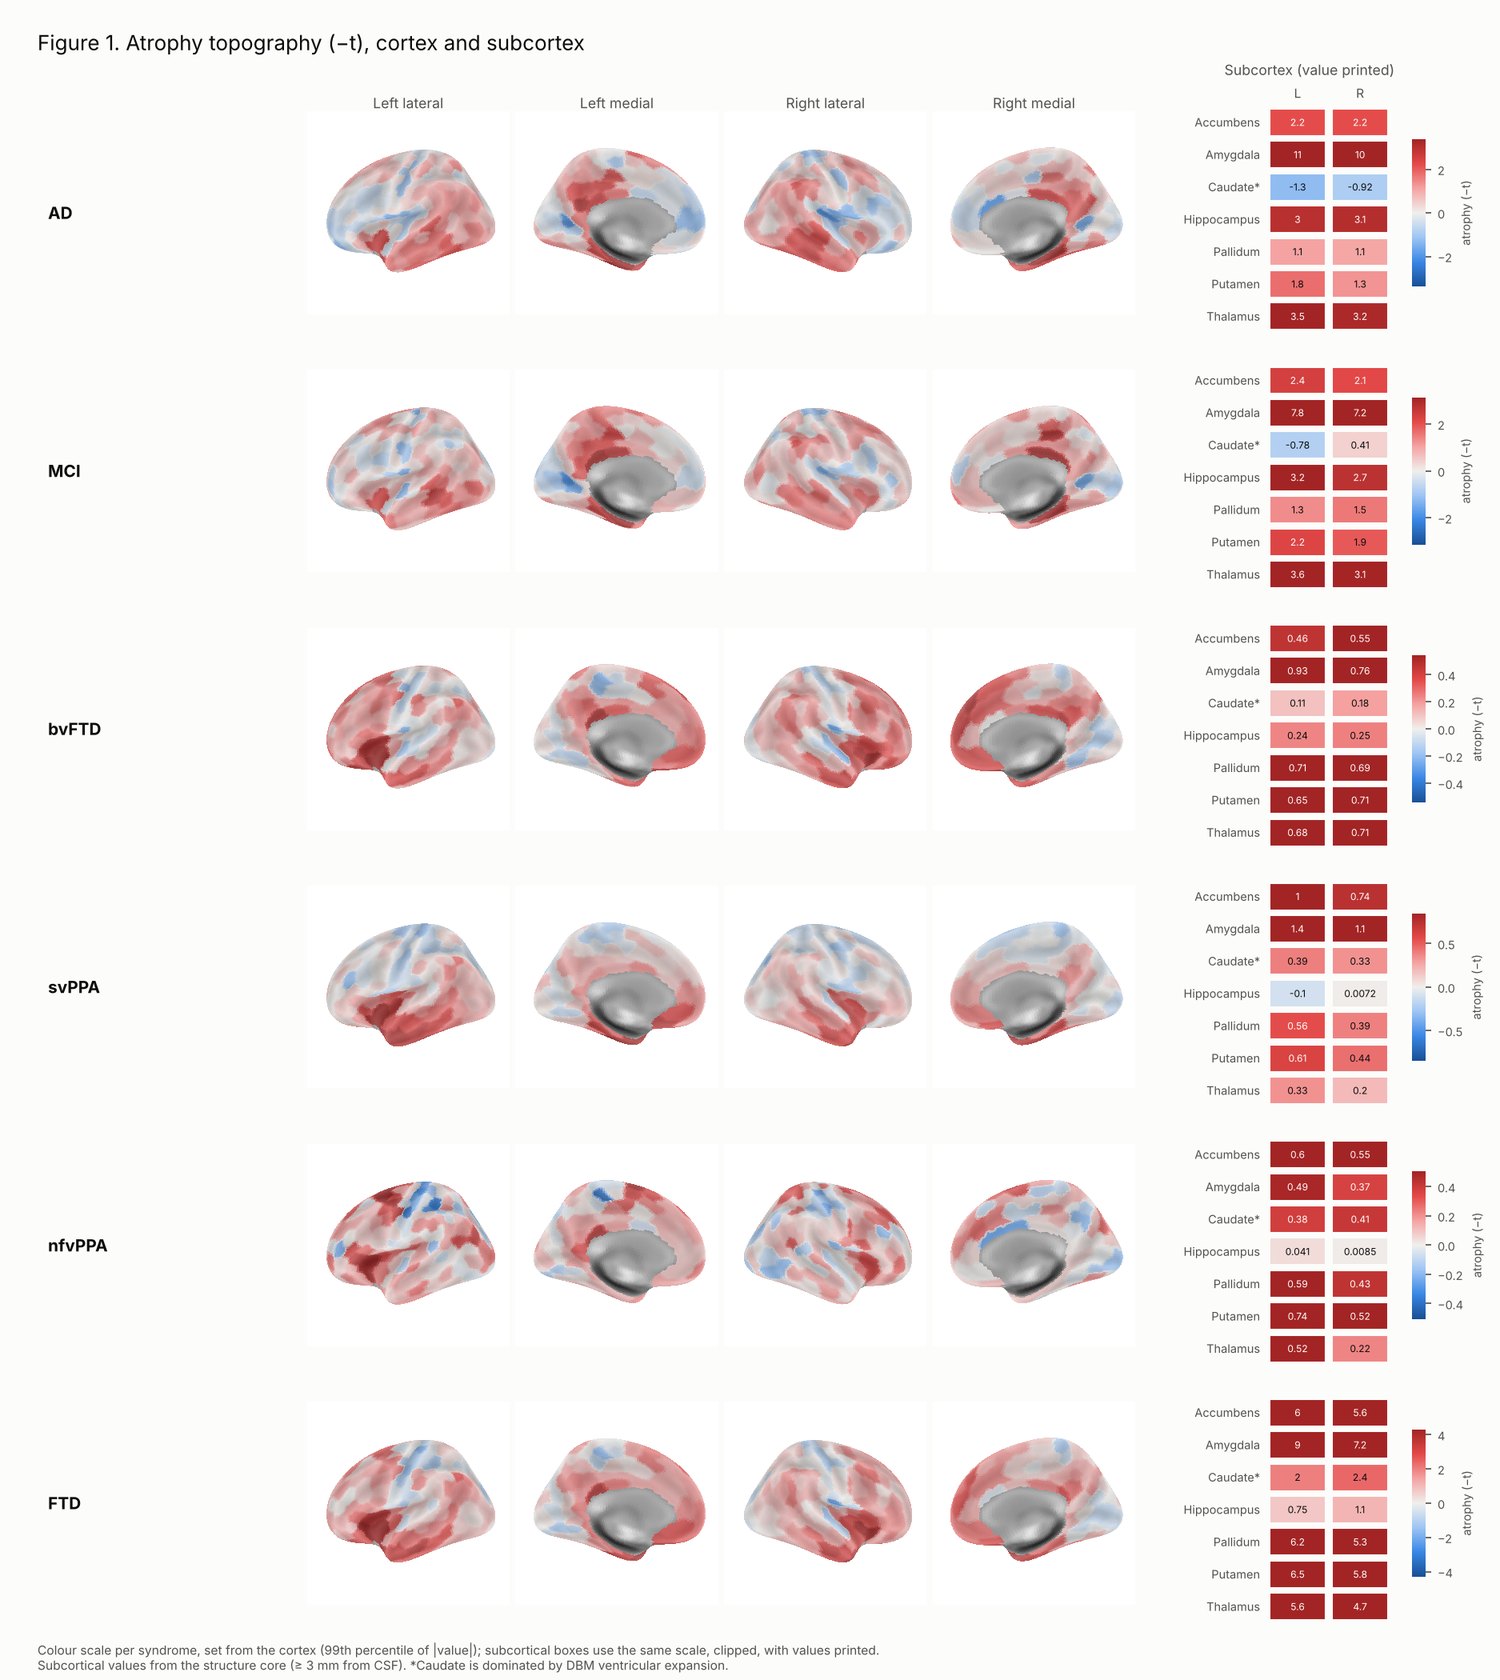 Figure 1. Atrophy topography (−t), cortex and subcortex
Subcortex (value printed)
Left lateral Left medial Right lateral Right medial L R
AD
Accumbens 2.2 2.2
Amygdala 11 10
Caudate* -1.3 -0.92
Hippocampus 3 3.1
Pallidum 1.1 1.1
Putamen 1.8 1.3
Thalamus 3.5 3.2
2
0
−2
atrophy (−t)
MCI
Accumbens 2.4 2.1
Amygdala 7.8 7.2
Caudate* -0.78 0.41
Hippocampus 3.2 2.7
Pallidum 1.3 1.5
Putamen 2.2 1.9
Thalamus 3.6 3.1
2
0
−2
atrophy (−t)
bvFTD
Accumbens 0.46 0.55
Amygdala 0.93 0.76
Caudate* 0.11 0.18
Hippocampus 0.24 0.25
Pallidum 0.71 0.69
Putamen 0.65 0.71
Thalamus 0.68 0.71
0.4
0.2
0.0
−0.2
−0.4
atrophy (−t)
svPPA
Accumbens 1 0.74
Amygdala 1.4 1.1
Caudate* 0.39 0.33
Hippocampus -0.1 0.0072
Pallidum 0.56 0.39
Putamen 0.61 0.44
Thalamus 0.33 0.2
0.5
0.0
−0.5
atrophy (−t)
nfvPPA
Accumbens 0.6 0.55
Amygdala 0.49 0.37
Caudate* 0.38 0.41
Hippocampus 0.041 0.0085
Pallidum 0.59 0.43
Putamen 0.74 0.52
Thalamus 0.52 0.22
0.4
0.2
0.0
−0.2
−0.4
atrophy (−t)
FTD
Accumbens 6 5.6
Amygdala 9 7.2
Caudate* 2 2.4
Hippocampus 0.75 1.1
Pallidum 6.2 5.3
Putamen 6.5 5.8
Thalamus 5.6 4.7
4
2
0
−2
−4
atrophy (−t)
Colour scale per syndrome, set from the cortex (99th percentile of |value|); subcortical boxes use the same scale, clipped, with values printed.
Subcortical values from the structure core (≥ 3 mm from CSF). *Caudate is dominated by DBM ventricular expansion.